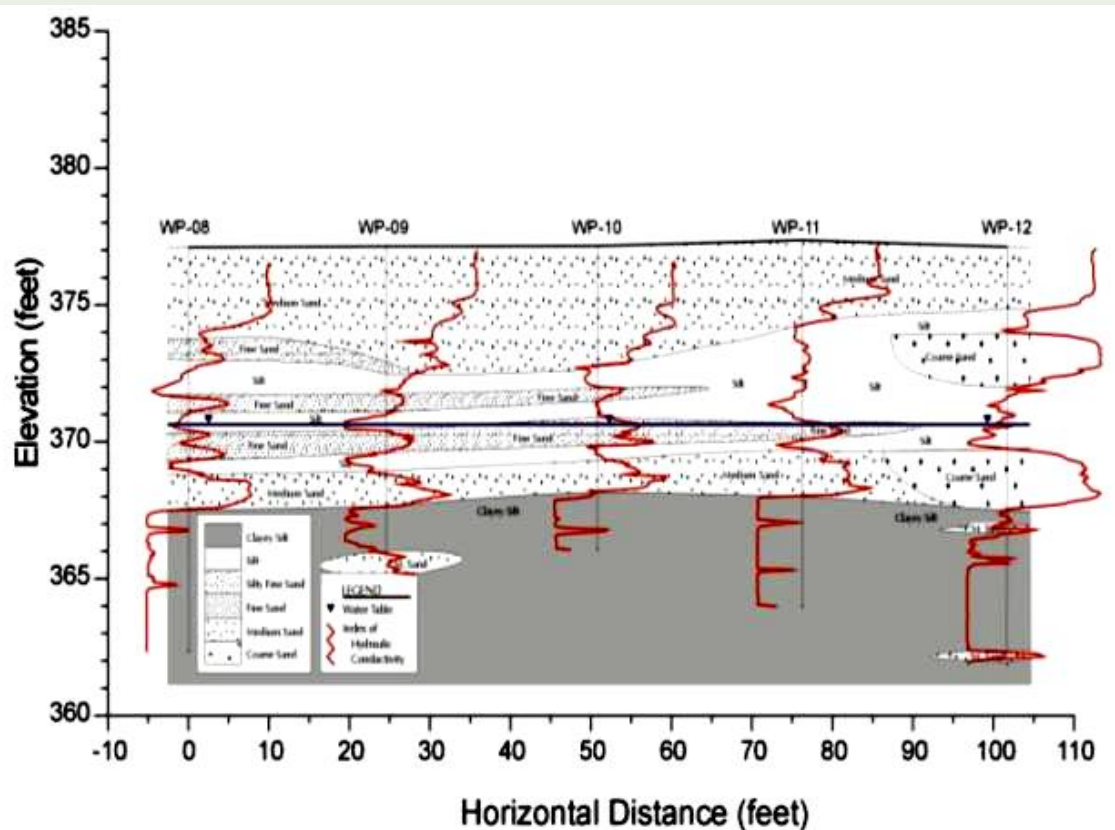 385
380
375
370
365
360
Elevation (feet)
WP-08
WP-09
WP-10
WP-11
WP-12
Medium Sand
Medium Sand
Silt
Fine Sand
Coarse Sand
Silt
Silt
Silt
Fine Sand
Fine Sand
Silt
Fine Sand
Fine Sand
Fine Sand
Silt
Medium Sand
Coarse Sand
Medium Sand
Clayey Silt
Clayey Silt
Sand
Clayey Silt
Silt
Silty Fine Sand
Fine Sand
Medium Sand
Coarse Sand
LEGEND
Water Table
Index of
Hydraulic
Conductivity
-10 0 10 20 30 40 50 60 70 80 90 100 110
Horizontal Distance (feet)